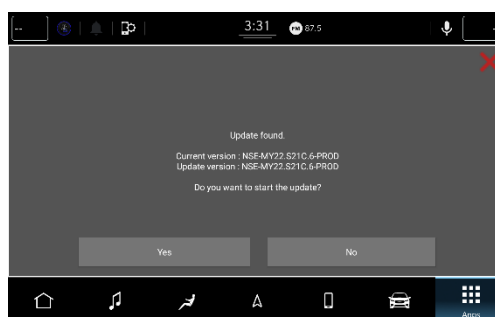 --
3:31
FM 87.5
Update found.
Current version : NSE-MY22.S21C.6-PROD
Update version : NSE-MY22.S21C.6-PROD
Do you want to start the update?
Yes
No